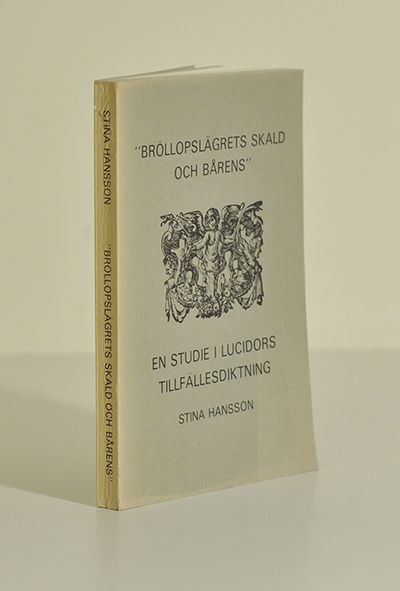 "BRÖLLOPSLÄGRETS SKALD
OCH BÅRENS"
EN STUDIE I LUCIDORS
TILLFÄLLESDIKTNING
STINA HANSSON
STINA HANSSON
"BRÖLLOPSLÄGRETS SKALD OCH BÅRENS"